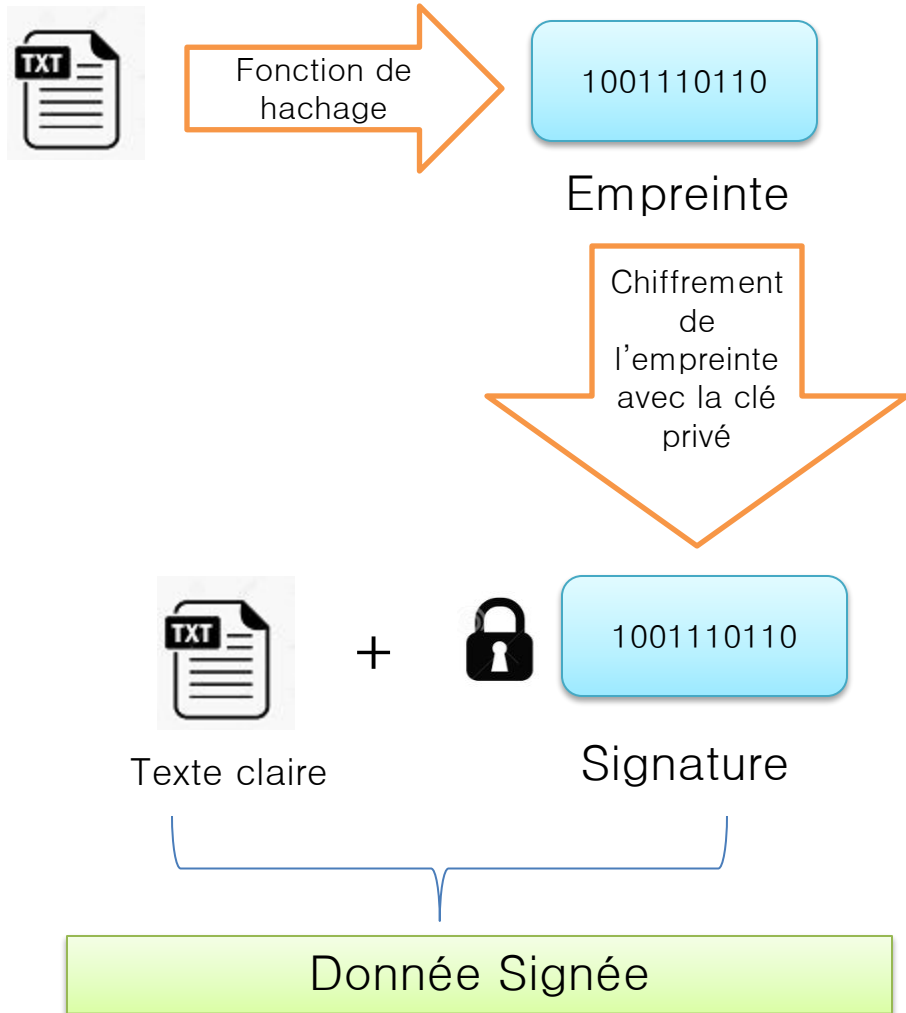 TXT
Fonction de
hachage
1001110110
Empreinte
Chiffrement
de
l’empreinte
avec la clé
privé
TXT
+
1001110110
Texte claire
Signature
Donnée Signée